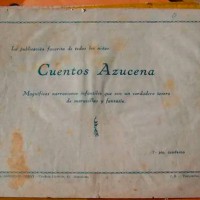 La publicación favorita de todos los niños
Cuentos Azucena
Magníficas narraciones infantiles que son un verdadero tesoro
de maravillas y fantasía.